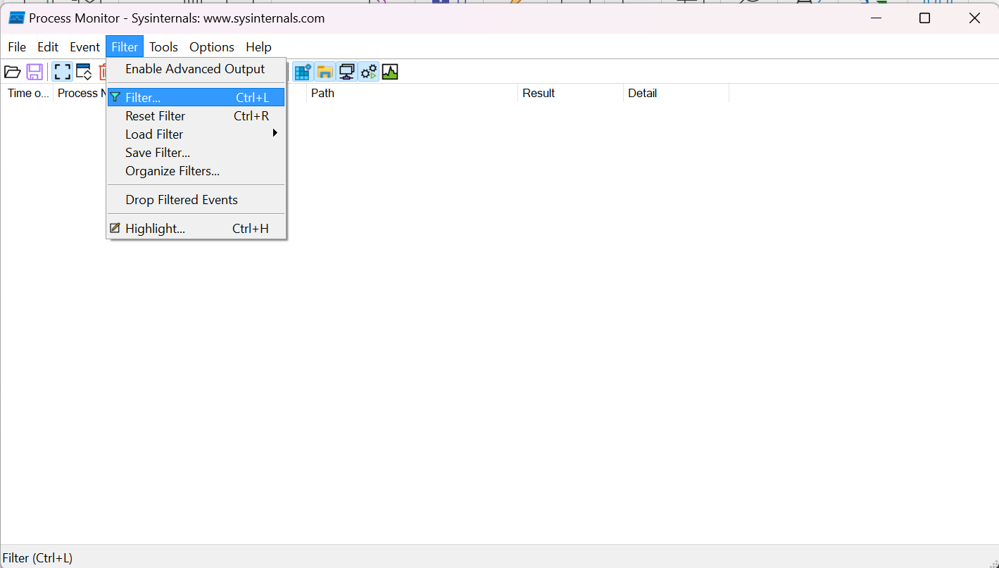 Process Monitor - Sysinternals: www.sysinternals.com
File Edit Event Filter Tools Options Help
Enable Advanced Output
Time o... Process N Path Result Detail
Filter... Ctrl+L
Reset Filter Ctrl+R
Load Filter
Save Filter...
Organize Filters...
Drop Filtered Events
Highlight... Ctrl+H
Filter (Ctrl+L)